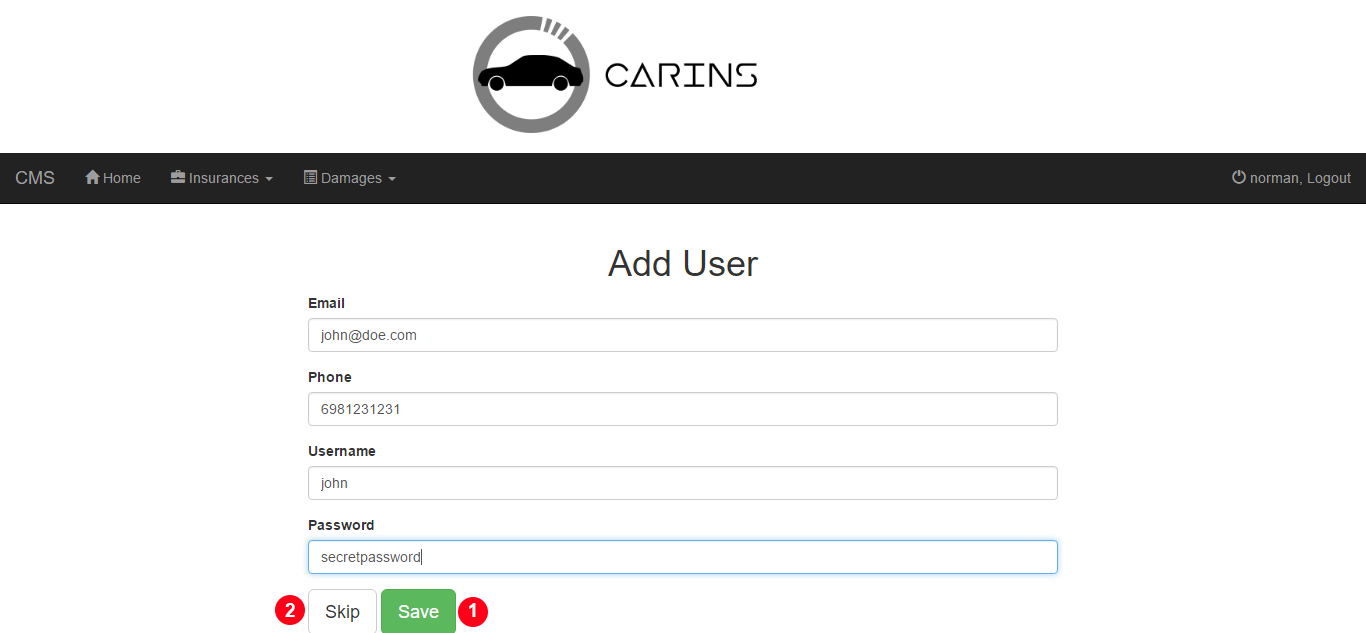 CARINS
CMS Home Insurances Damages norman, Logout
Add User
Email
john@doe.com
Phone
6981231231
Username
john
Password
secretpassword
2 Skip Save 1